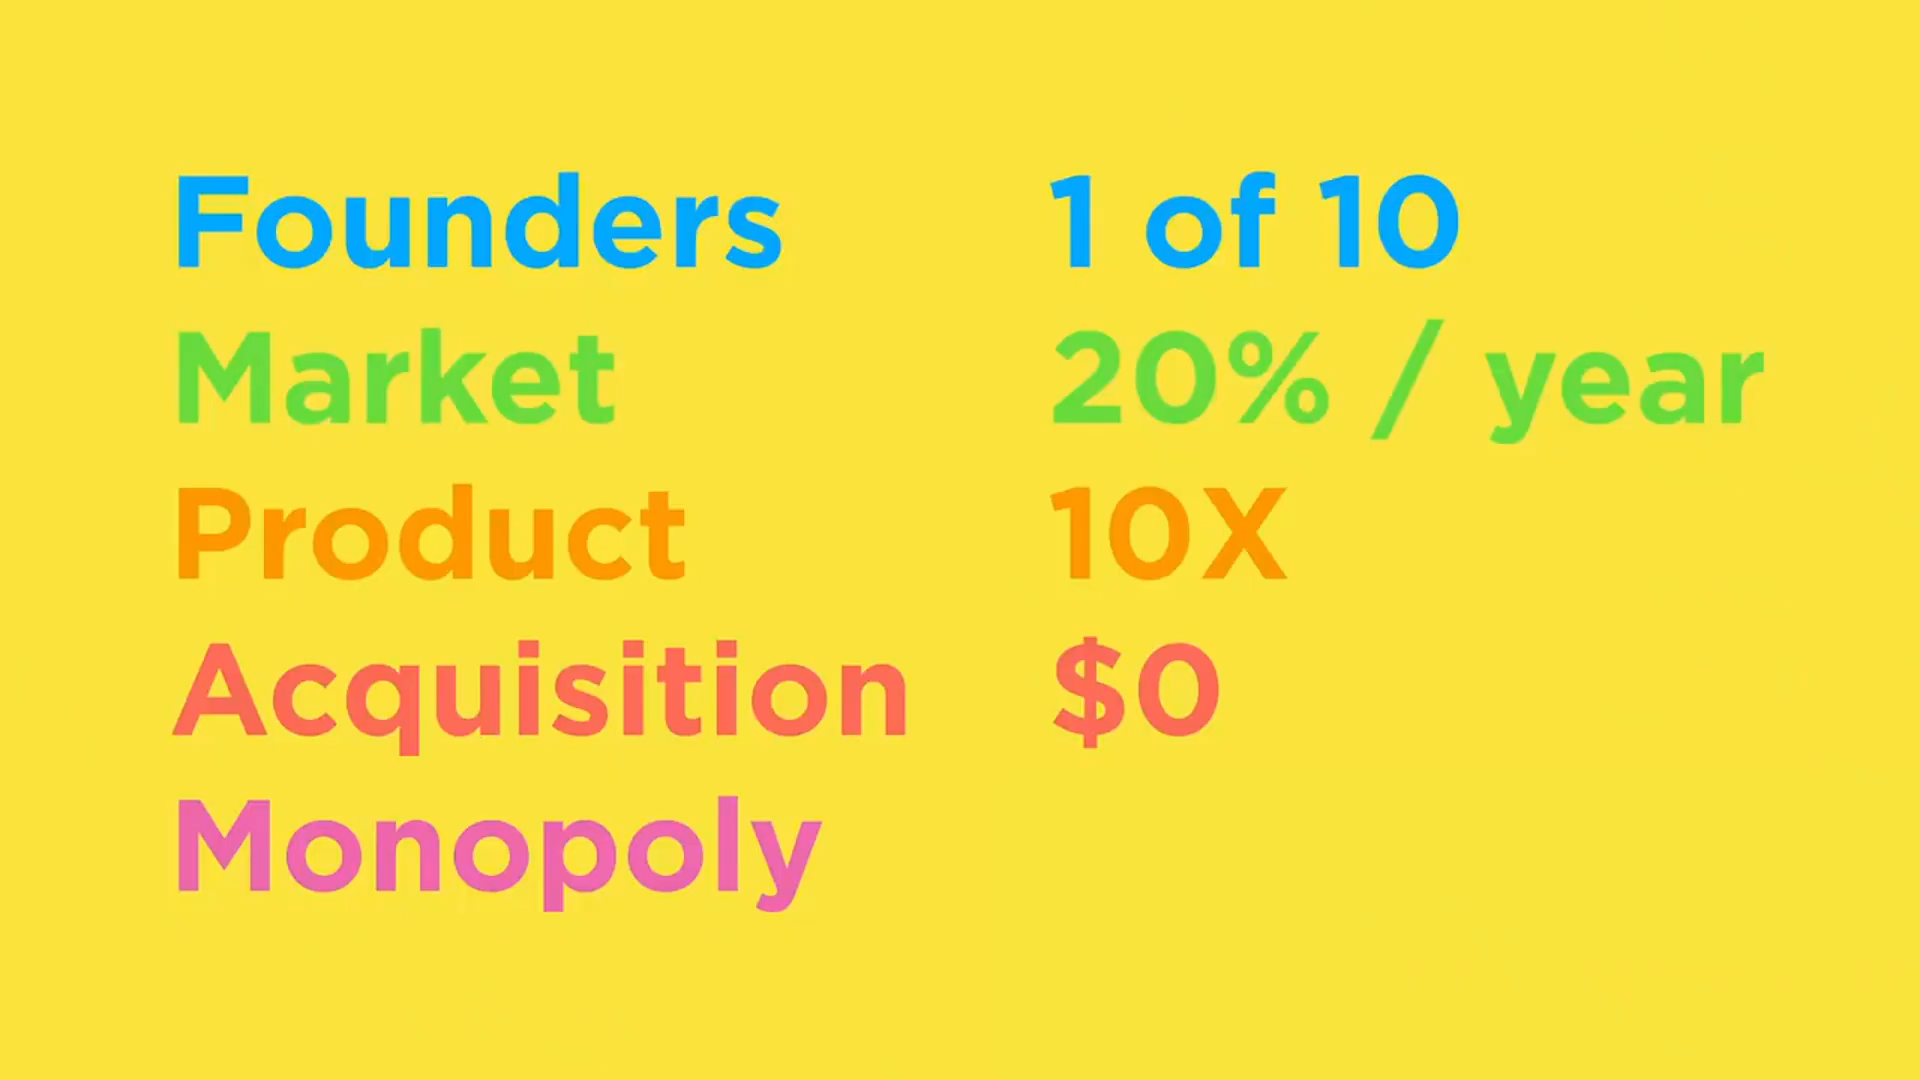 Founders 1 of 10
Market 20% / year
Product 10X
Acquisition $0
Monopoly